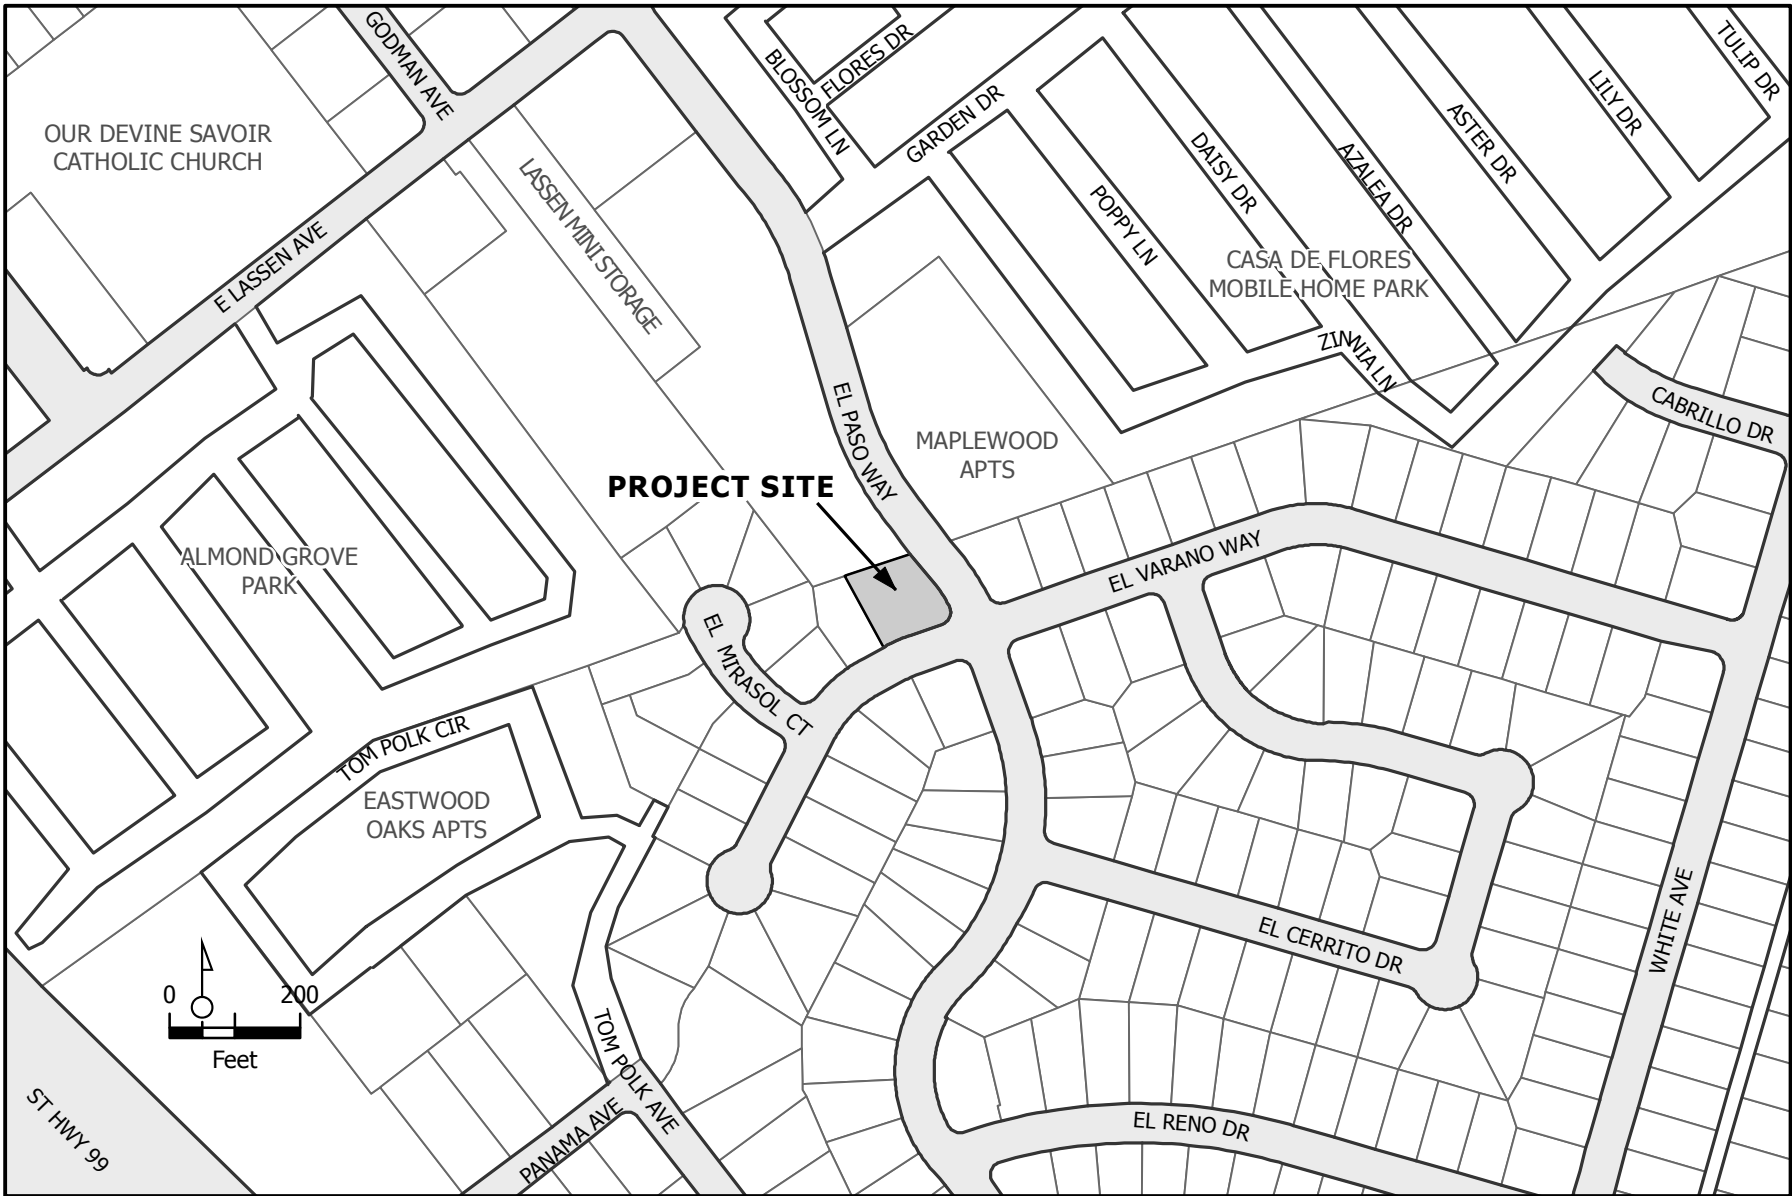 GODMAN AVE
BLOSSOM LN
FLORES DR
GARDEN DR
TULIP DR
LILY DR
ASTER DR
AZALEA DR
DAISY DR
POPPY LN
OUR DEVINE SAVOIR
CATHOLIC CHURCH
LASSEN MINI STORAGE
E LASSEN AVE
CASA DE FLORES
MOBILE HOME PARK
ZINNIA LN
CABRILLO DR
EL PASO WAY
MAPLEWOOD
APTS
PROJECT SITE
ALMOND GROVE
PARK
EL VARANO WAY
EL MIRASOL CT
TOM POLK CIR
EASTWOOD
OAKS APTS
EL CERRITO DR
WHITE AVE
0 200
Feet
TOM POLK AVE
PANAMA AVE
EL RENO DR
ST HWY 99